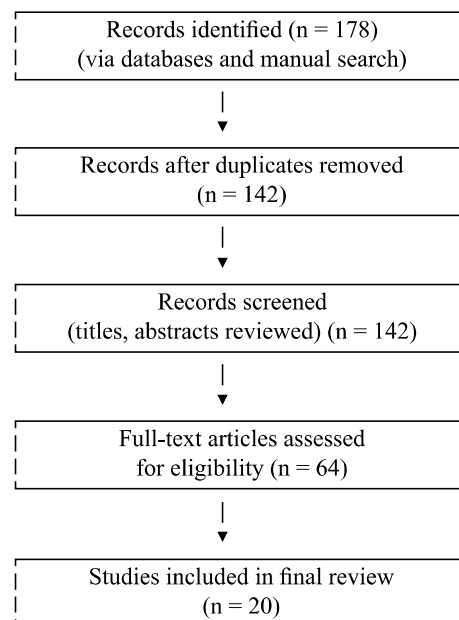 Records identified (n = 178)
(via databases and manual search)
Records after duplicates removed
(n = 142)
Records screened
(titles, abstracts reviewed) (n = 142)
Full-text articles assessed
for eligibility (n = 64)
Studies included in final review
(n = 20)